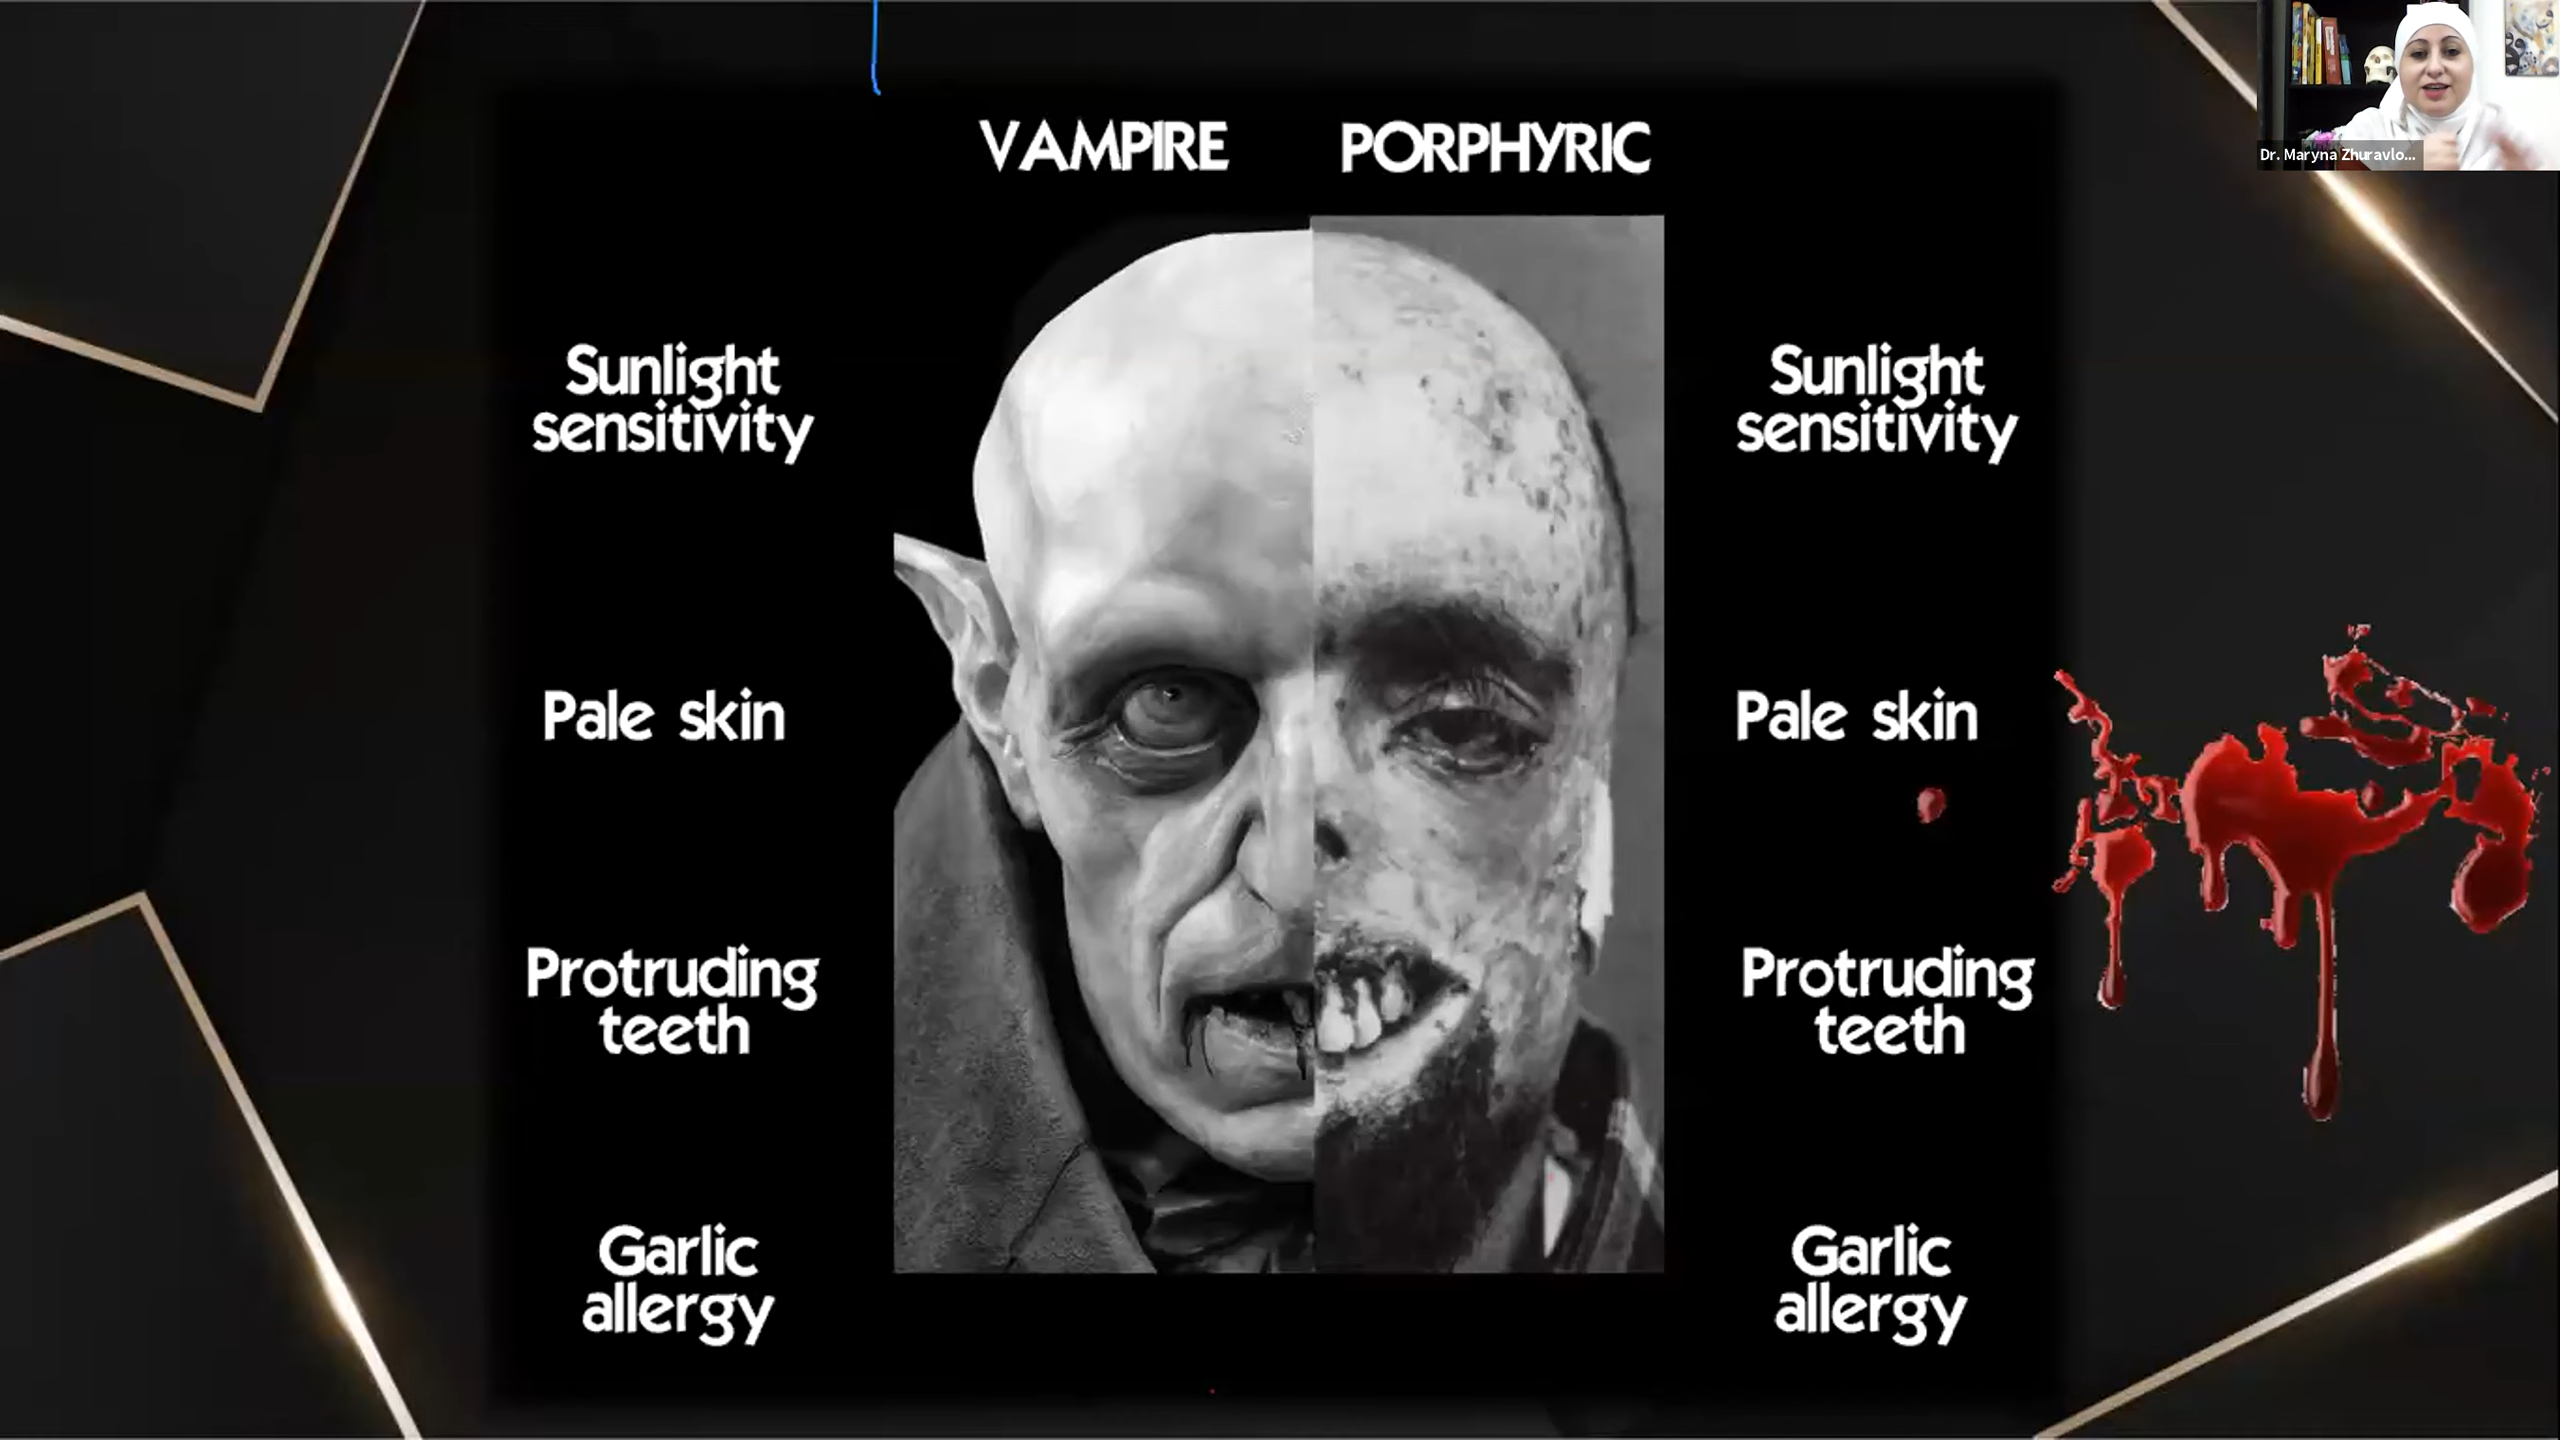 Dr. Maryna Zhuravlo...
VAMPIRE
PORPHYRIC
Sunlight
sensitivity
Sunlight
sensitivity
Pale skin
Pale skin
Protruding
teeth
Protruding
teeth
Garlic
allergy
Garlic
allergy